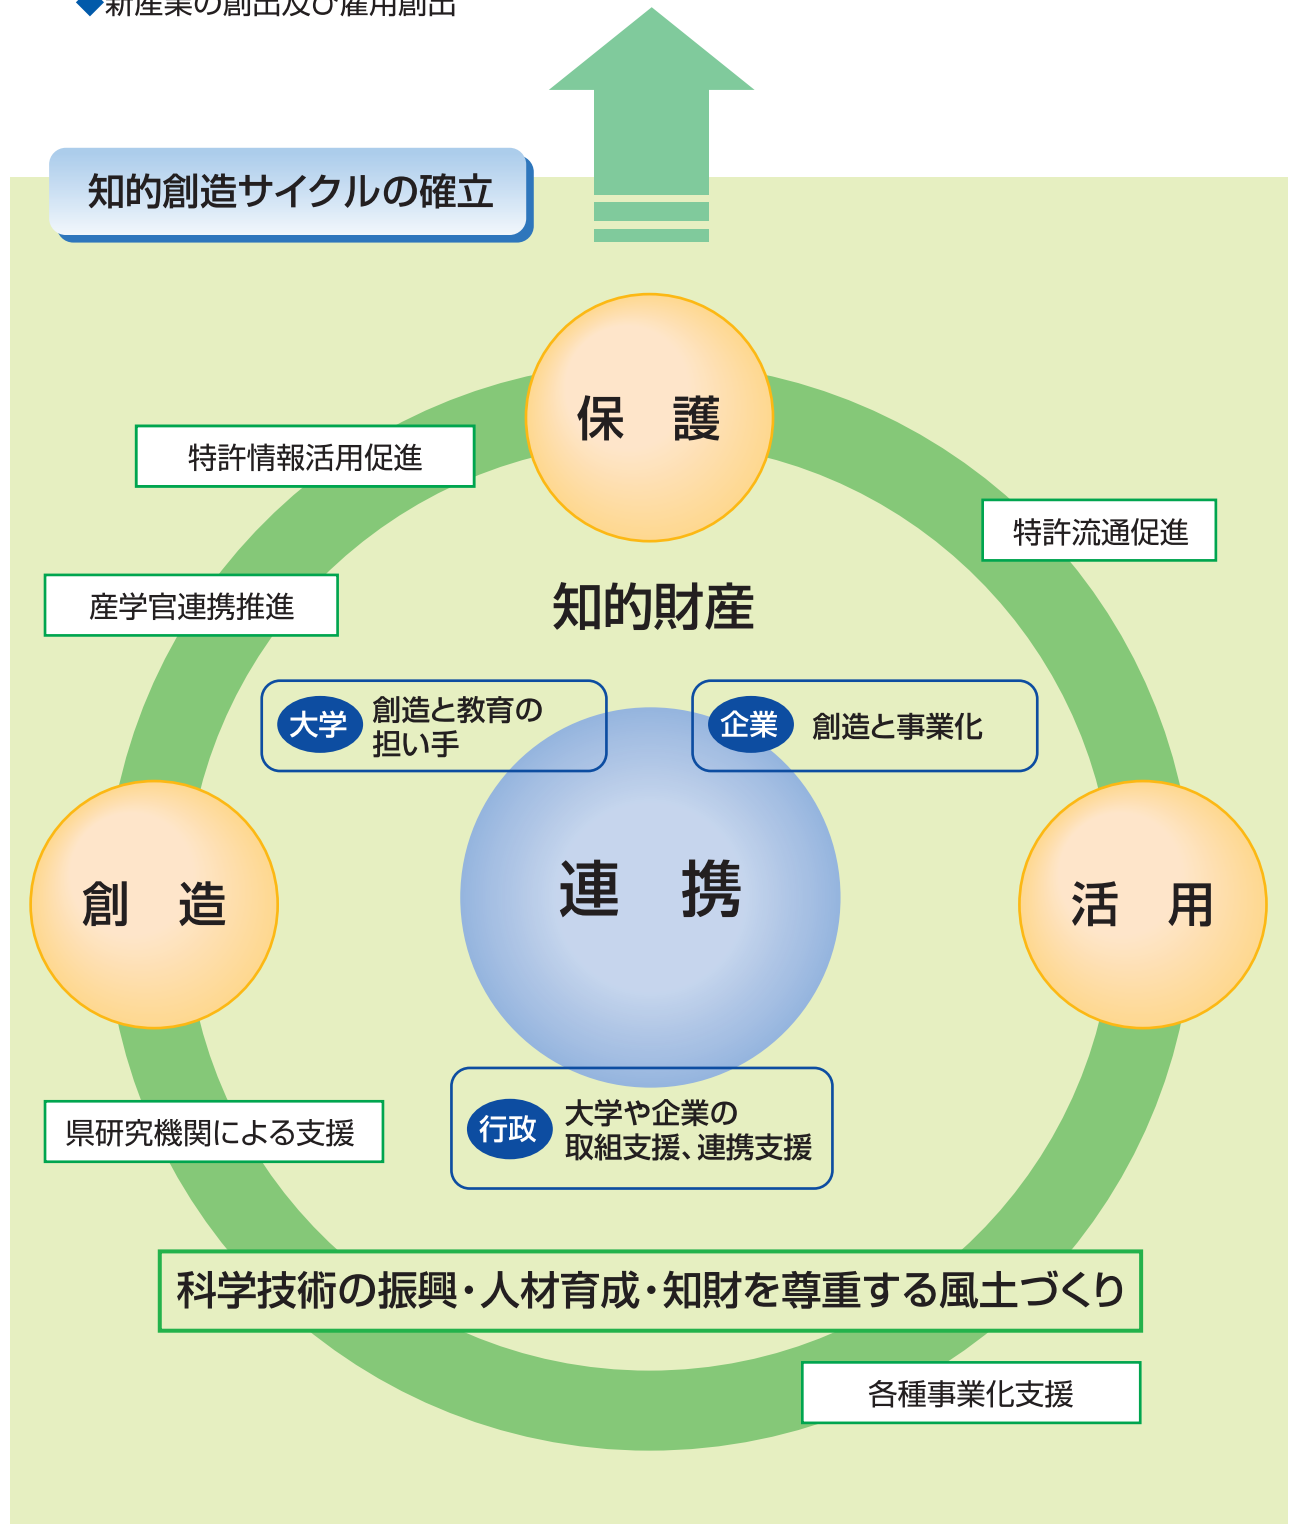 ◆新産業の創出及び雇用創出
知的創造サイクルの確立
保　護
特許情報活用促進
特許流通促進
産学官連携推進
知的財産
大学
創造と教育の
担い手
企業
創造と事業化
連　携
創　造
活　用
県研究機関による支援
行政
大学や企業の
取組支援、連携支援
科学技術の振興・人材育成・知財を尊重する風土づくり
各種事業化支援